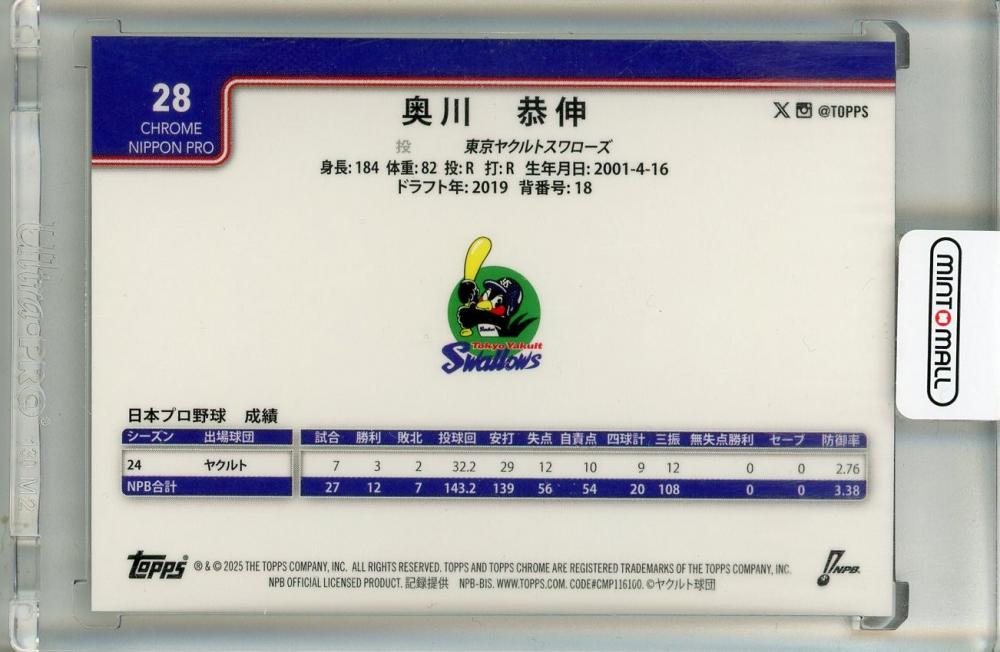 28
CHROME
NIPPON PRO
奥川 恭伸
@TOPPS
投 東京ヤクルトスワローズ
身長: 184 体重: 82 投: R 打: R 生年月日: 2001-4-16
ドラフト年: 2019 背番号: 18
Tokyo Yakult
Swallows
日本プロ野球 成績
シーズン 出場球団 試合 勝利 敗北 投球回 安打 失点 自責点 四球計 三振 無失点勝利 セーブ 防御率
24 ヤクルト 7 3 2 32.2 29 12 10 9 12 0 0 2.76
NPB合計 27 12 7 143.2 139 56 54 20 108 0 0 3.38
topps ® & © 2025 THE TOPPS COMPANY, INC. ALL RIGHTS RESERVED. TOPPS AND TOPPS CHROME ARE REGISTERED TRADEMARKS OF THE TOPPS COMPANY, INC.
NPB OFFICIAL LICENSED PRODUCT. 記録提供 NPB-BIS. WWW.TOPPS.COM. CODE#CMP116100. ©ヤクルト球団
NPB
MINTOMALL
Ultra·PRO® 130 M2